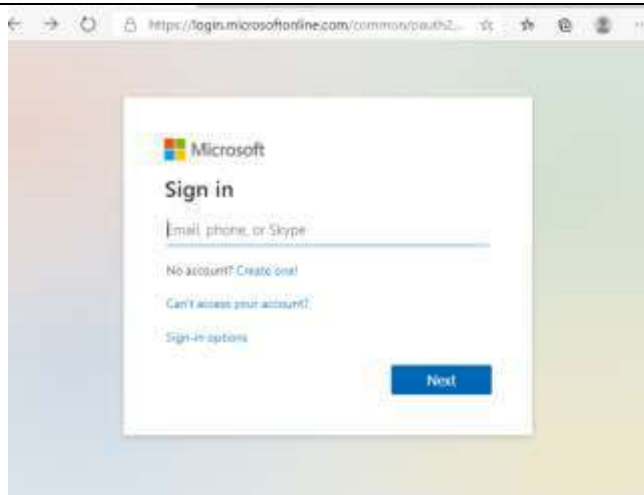 https://login.microsoftonline.com/common/oauth2...
Microsoft
Sign in
Email, phone, or Skype
No account? Create one!
Can't access your account?
Sign-in options
Next